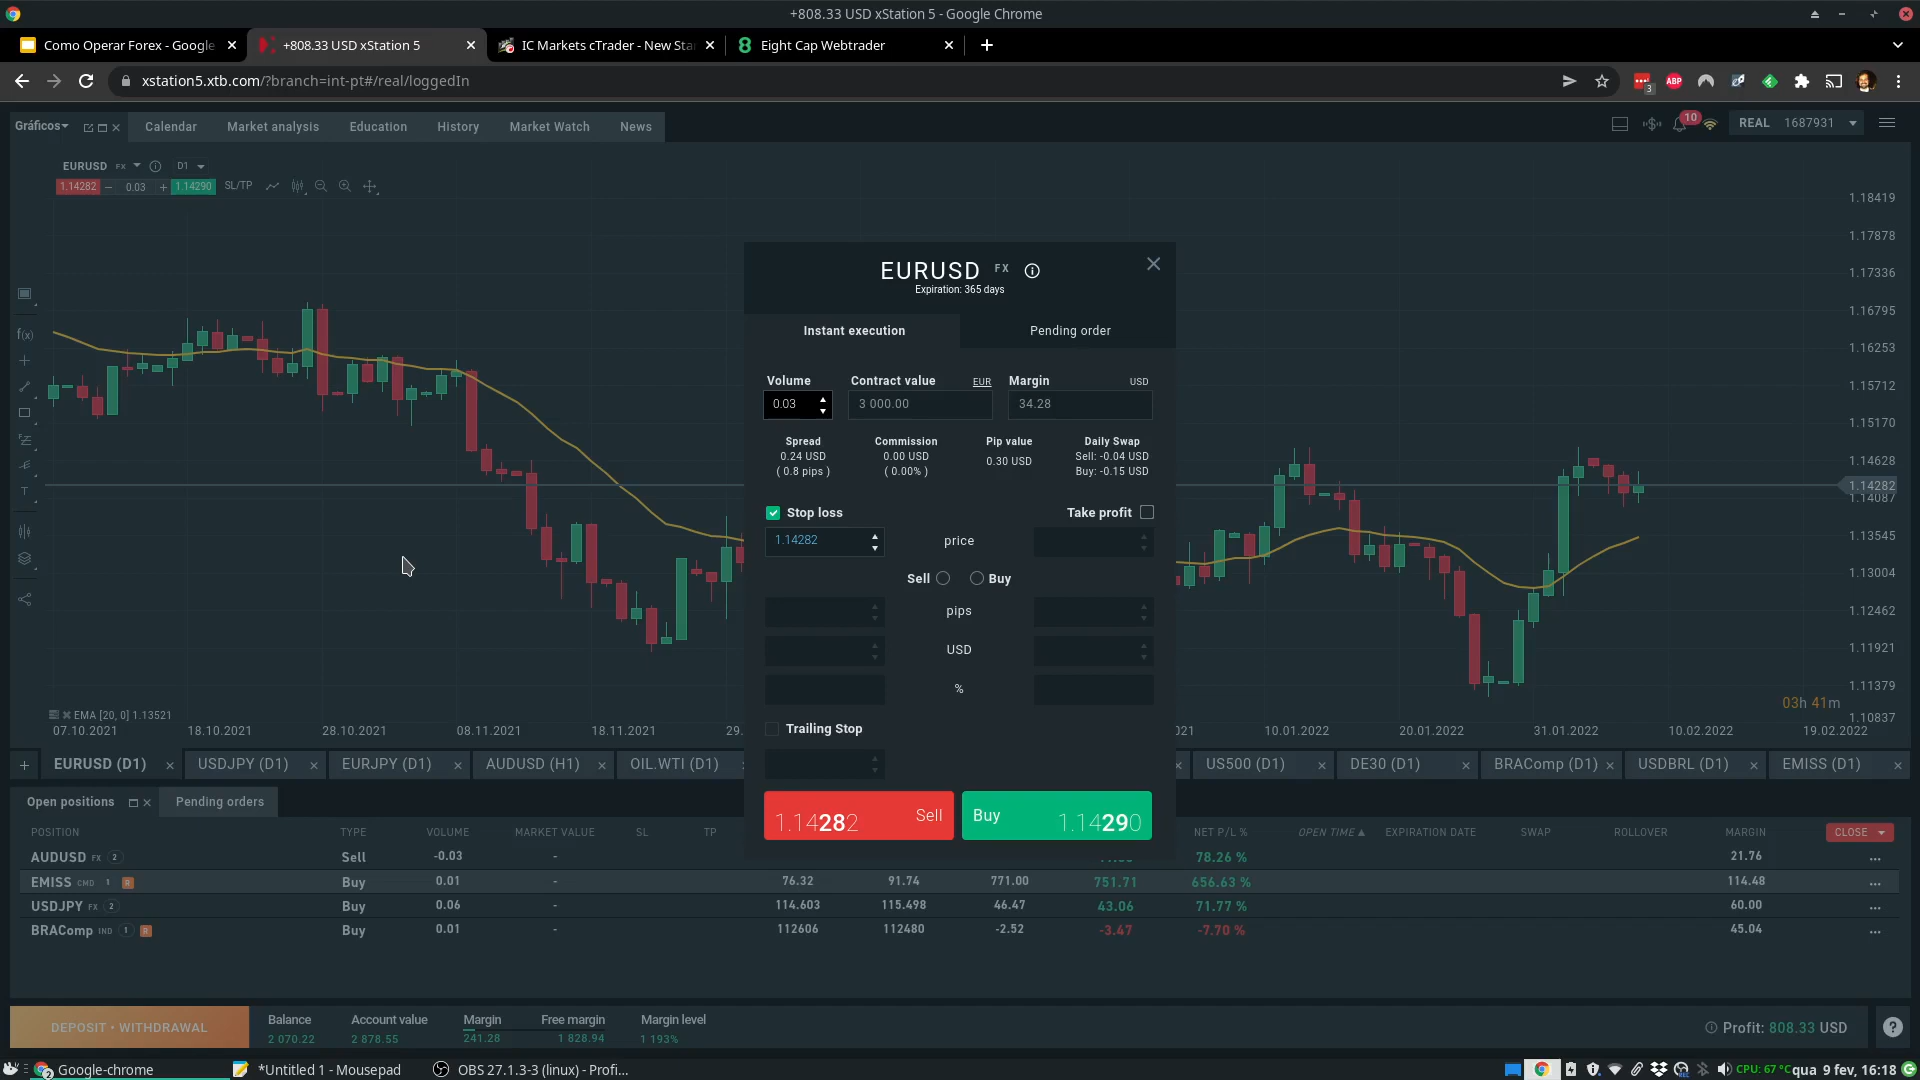 +808.33 USD xStation 5 - Google Chrome
Como Operar Forex - Google
+808.33 USD xStation 5
IC Markets cTrader - New Sta
Eight Cap Webtrader
xstation5.xtb.com/?branch=int-pt#/real/loggedIn
3
ABP
Gráficos
Calendar
Market analysis
Education
History
Market Watch
News
10
REAL 1687931
EURUSD FX D1
1.14282 0.03 1.14290 SL/TP
1.18419
1.17878
1.17336
1.16795
1.16253
1.15712
1.15170
1.14628
1.14282
1.14087
1.13545
1.13004
1.12462
1.11921
1.11379
1.10837
03h 41m
EURUSD FX
Expiration: 365 days
Instant execution
Pending order
Volume
Contract value EUR
Margin USD
0.03
3 000.00
34.28
Spread
Commission
Pip value
Daily Swap
0.24 USD
0.00 USD
0.30 USD
Sell: -0.04 USD
( 0.8 pips )
( 0.00% )
Buy: -0.15 USD
Stop loss
Take profit
1.14282
price
Sell
Buy
pips
USD
%
Trailing Stop
1.14282 Sell
Buy 1.14290
f(x)
T
EMA [20, 0] 1.13521
07.10.2021
18.10.2021
28.10.2021
08.11.2021
18.11.2021
29.
021
10.01.2022
20.01.2022
31.01.2022
10.02.2022
19.02.2022
EURUSD (D1)
USDJPY (D1)
EURJPY (D1)
AUDUSD (H1)
OIL.WTI (D1)
US500 (D1)
DE30 (D1)
BRAComp (D1)
USDBRL (D1)
EMISS (D1)
Open positions
Pending orders
POSITION TYPE VOLUME MARKET VALUE SL TP NET P/L % OPEN TIME EXPIRATION DATE SWAP ROLLOVER MARGIN CLOSE
AUDUSD FX 2 Sell -0.03 - 78.26 % 21.76 ...
EMISS CMD 1 R Buy 0.01 - 76.32 91.74 771.00 751.71 656.63 % 114.48 ...
USDJPY FX 2 Buy 0.06 - 114.603 115.498 46.47 43.06 71.77 % 60.00 ...
BRAComp IND 1 R Buy 0.01 - 112606 112480 -2.52 -3.47 -7.70 % 45.04 ...
DEPOSIT • WITHDRAWAL
Balance
Account value
Margin
Free margin
Margin level
2 070.22
2 878.55
241.28
1 828.94
1 193%
Profit: 808.33 USD
?
2
Google-chrome
*Untitled 1 - Mousepad
OBS 27.1.3-3 (linux) - Profi...
CPU: 67 °C
qua 9 fev, 16:18